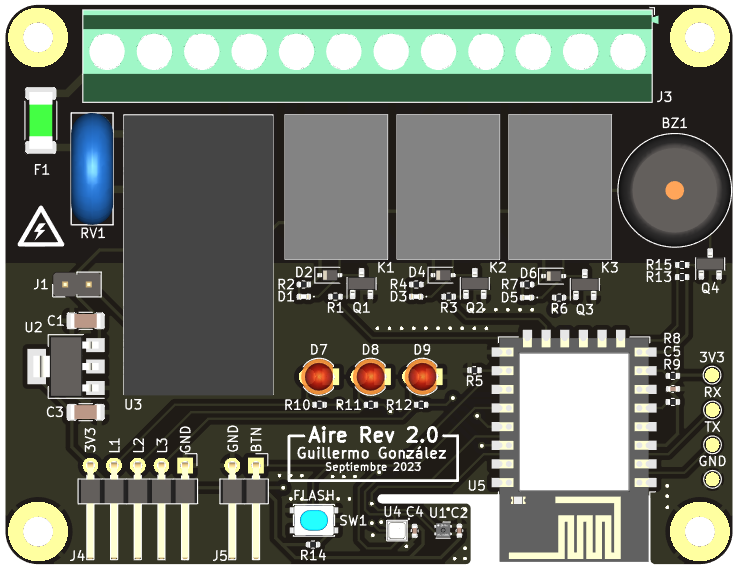 J3
BZ1
F1
RV1
K1
K2
K3
D2
D4
D6
R2
R4
R7
D1
D3
D5
R1
R3
R6
Q1
Q2
Q3
R15
R13
Q4
J1
C1
U2
C3
U3
D7
D8
D9
R10
R11
R12
R5
R8
C5
R9
3V3
RX
TX
GND
3V3
L1
L2
L3
GND
GND
BTN
Aire Rev 2.0
Guillermo González
Septiembre 2023
U5
FLASH
SW1
U4
C4
U1
C2
J4
J5
R14